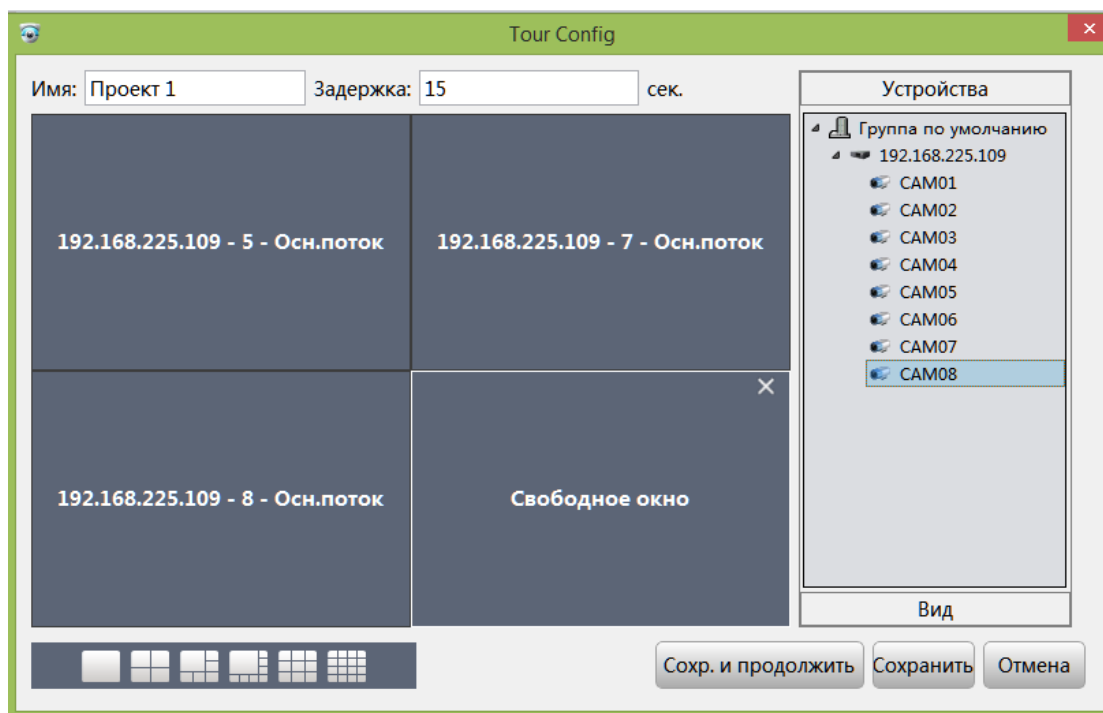 Tour Config
Имя: Проект 1 Задержка: 15 сек.
Устройства
Группа по умолчанию
192.168.225.109
CAM01
CAM02
CAM03
CAM04
CAM05
CAM06
CAM07
CAM08
192.168.225.109 - 5 - Осн.поток
192.168.225.109 - 7 - Осн.поток
192.168.225.109 - 8 - Осн.поток
Свободное окно
Вид
Сохр. и продолжить
Сохранить
Отмена